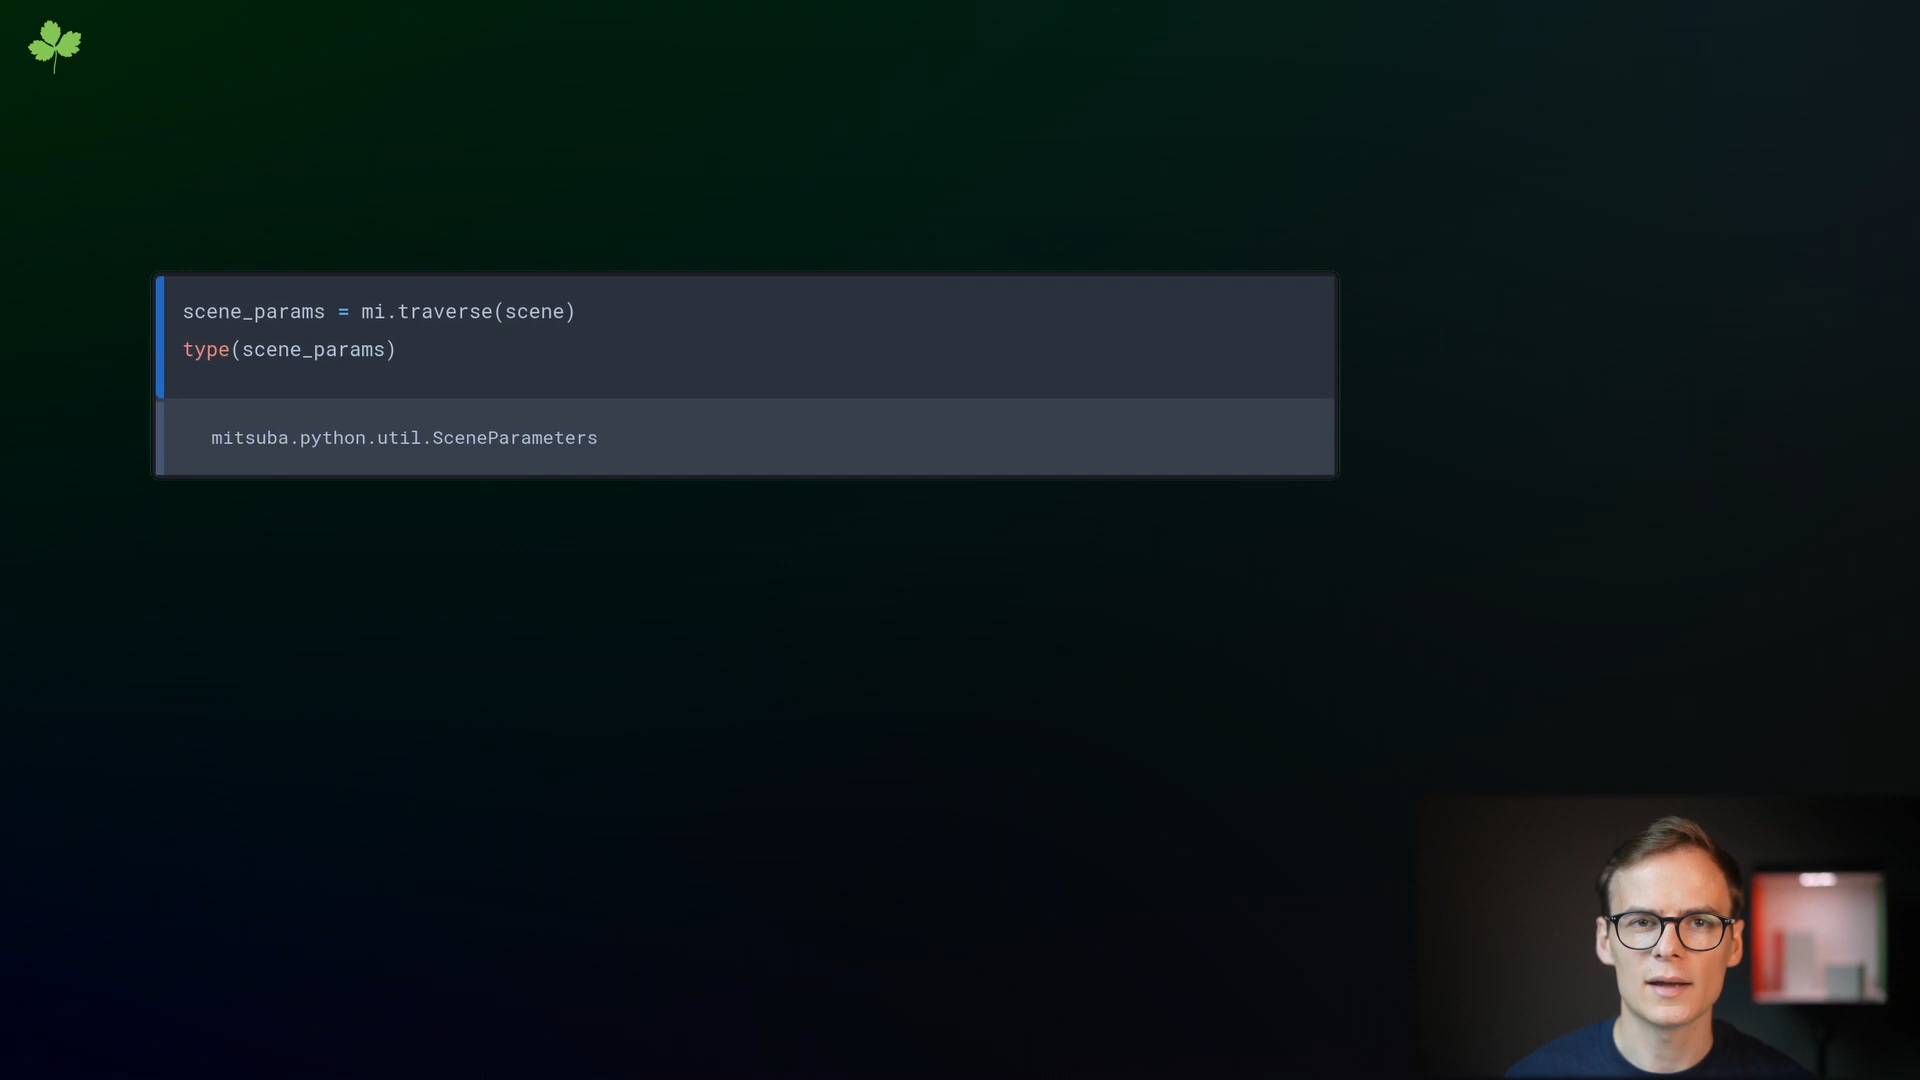 scene_params = mi.traverse(scene)
type(scene_params)
mitsuba.python.util.SceneParameters